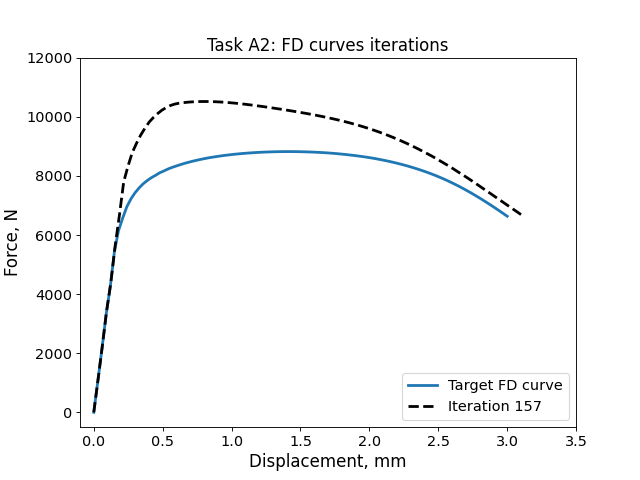 Task A2: FD curves iterations
12000
10000
8000
6000
4000
2000
0
Force, N
0.0 0.5 1.0 1.5 2.0 2.5 3.0 3.5
Displacement, mm
Target FD curve
Iteration 157